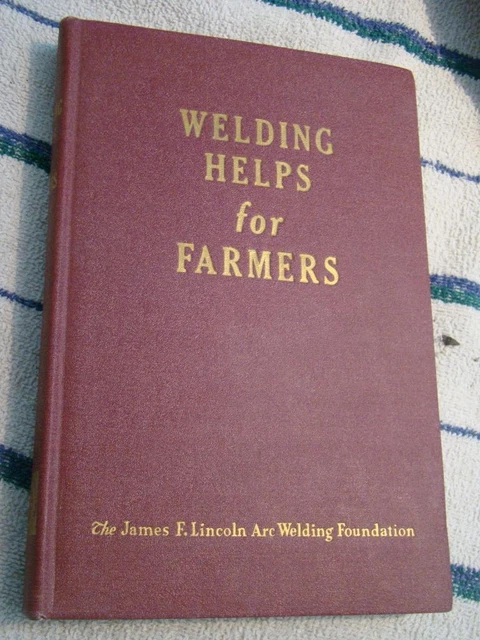 WELDING
HELPS
for
FARMERS
The James F. Lincoln Arc Welding Foundation